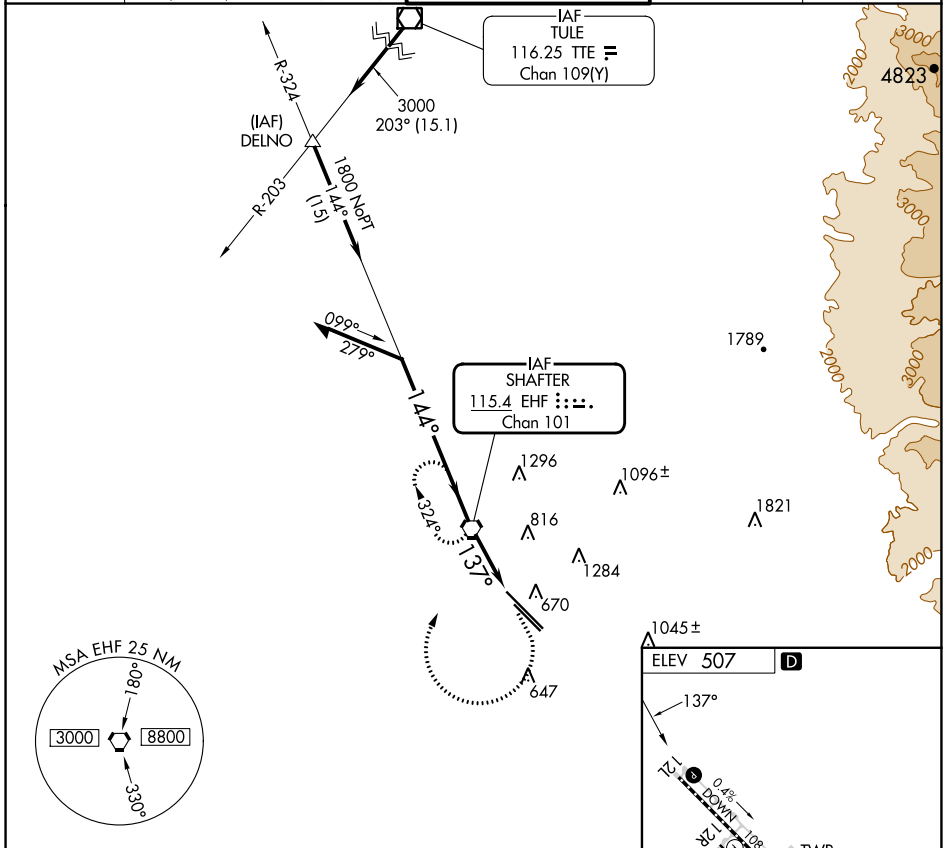 IAF
TULE
116.25 TTE
Chan 109(Y)
3000
4823
2000
R-324
3000
203° (15.1)
(IAF)
DELNO
1800 NoPT
144°
(15)
R-203
3000
099°
279°
1789
2000
3000
IAF
SHAFTER
115.4 EHF
Chan 101
144°
1296
1096±
324°
816
1821
137°
1284
2000
670
1045±
647
MSA EHF 25 NM
180°
3000
8800
330°
ELEV 507 D
137°
12L
P
0.4%
DOWN
108
12R
TWR